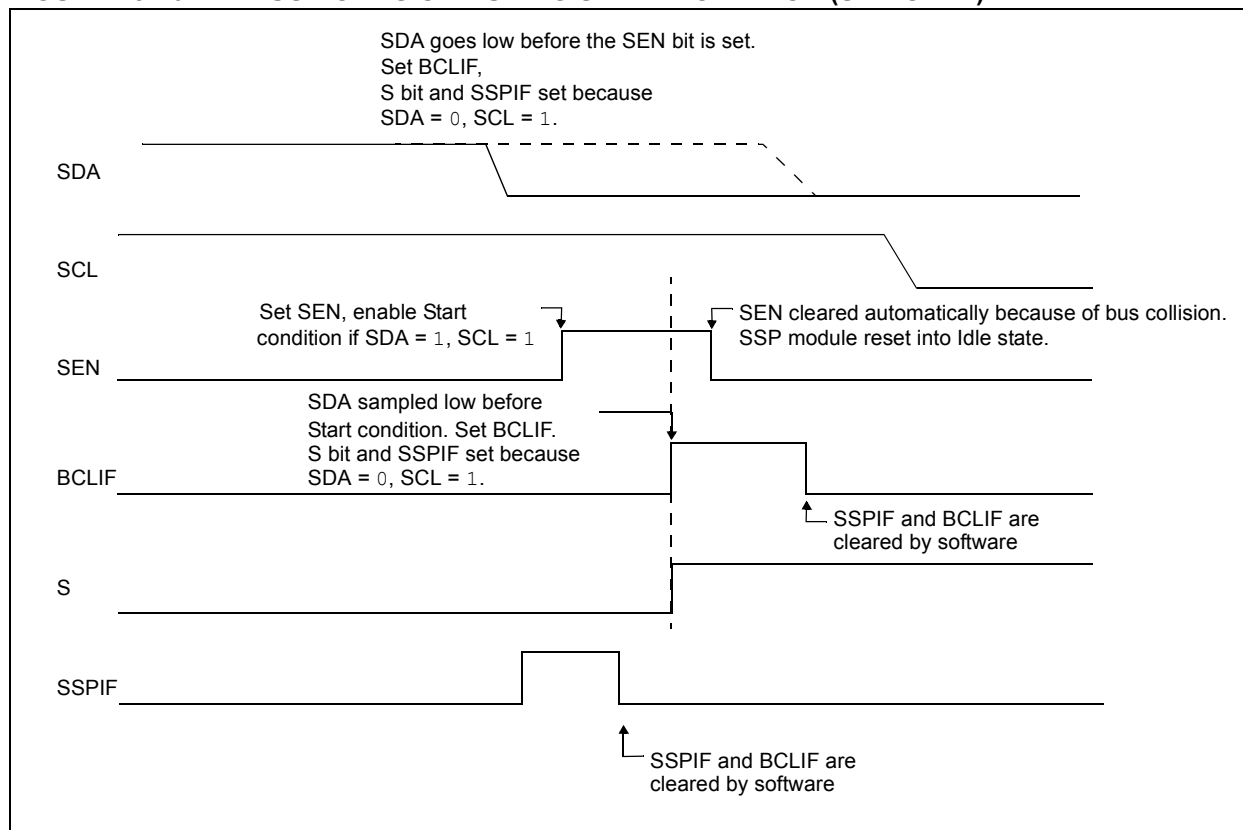 SDA goes low before the SEN bit is set.
Set BCLIF,
S bit and SSPIF set because
SDA = 0, SCL = 1.
SDA
SCL
Set SEN, enable Start
condition if SDA = 1, SCL = 1
SEN cleared automatically because of bus collision.
SSP module reset into Idle state.
SEN
SDA sampled low before
Start condition. Set BCLIF.
S bit and SSPIF set because
SDA = 0, SCL = 1.
BCLIF
SSPIF and BCLIF are
cleared by software
S
SSPIF
SSPIF and BCLIF are
cleared by software